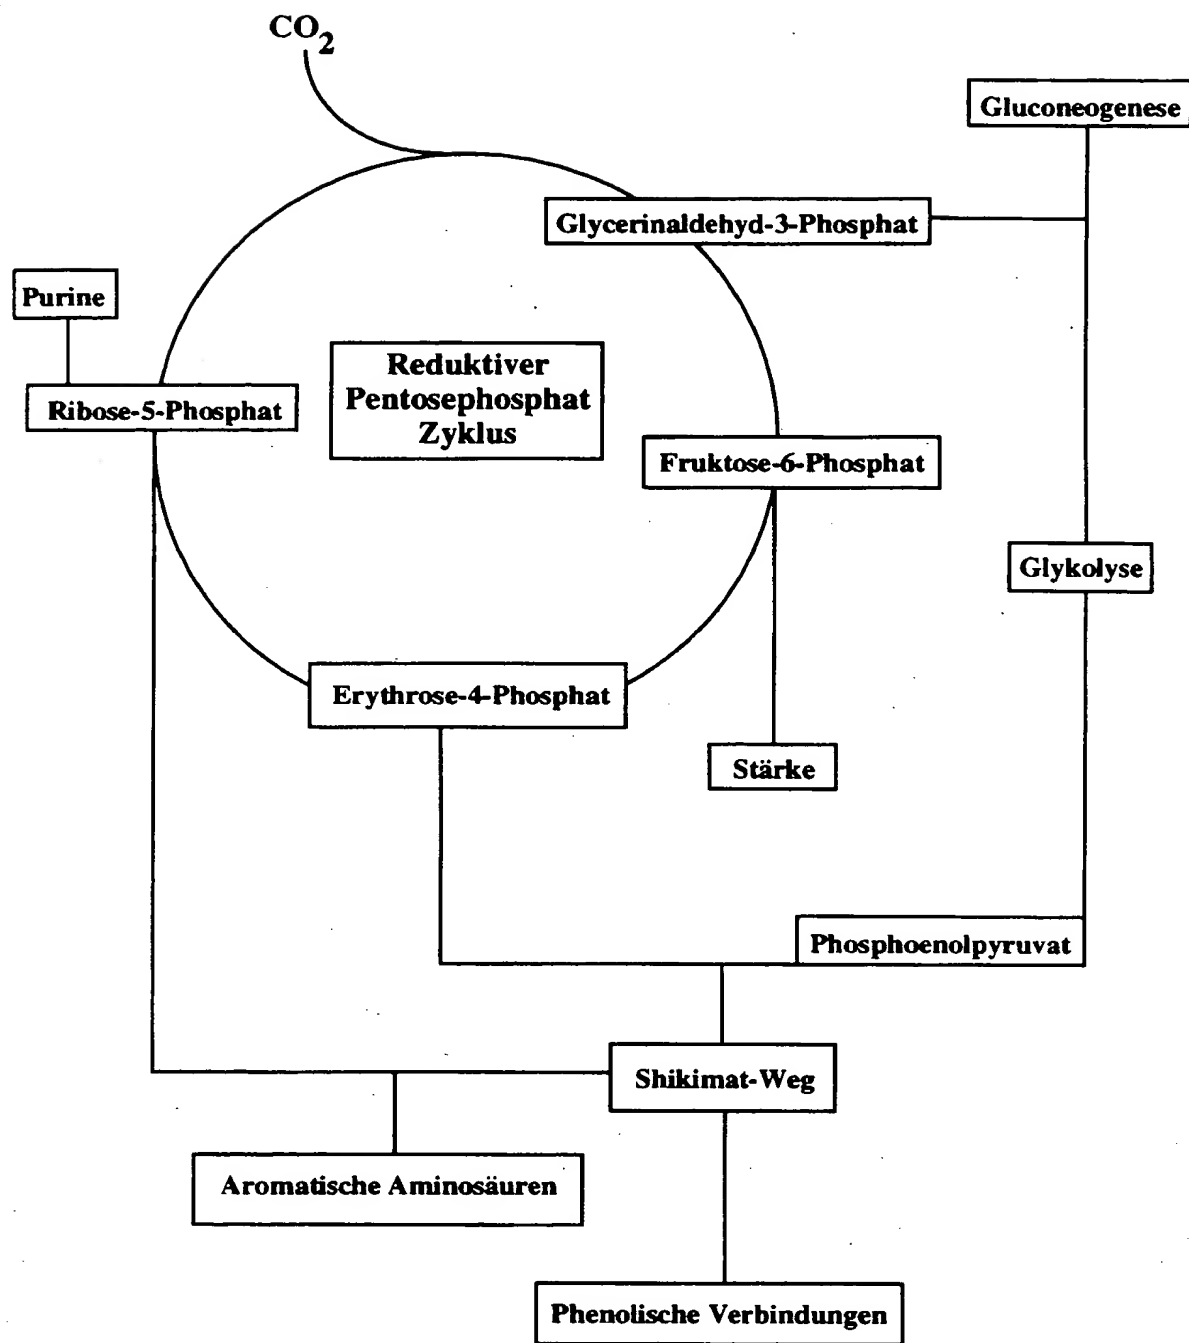 CO₂
Gluconeogenese
Glycerinaldehyd-3-Phosphat
Purine
Reduktiver
Pentosephosphat
Zyklus
Ribose-5-Phosphat
Fruktose-6-Phosphat
Glykolyse
Erythrose-4-Phosphat
Stärke
Phosphoenolpyruvat
Shikimat-Weg
Aromatische Aminosäuren
Phenolische Verbindungen